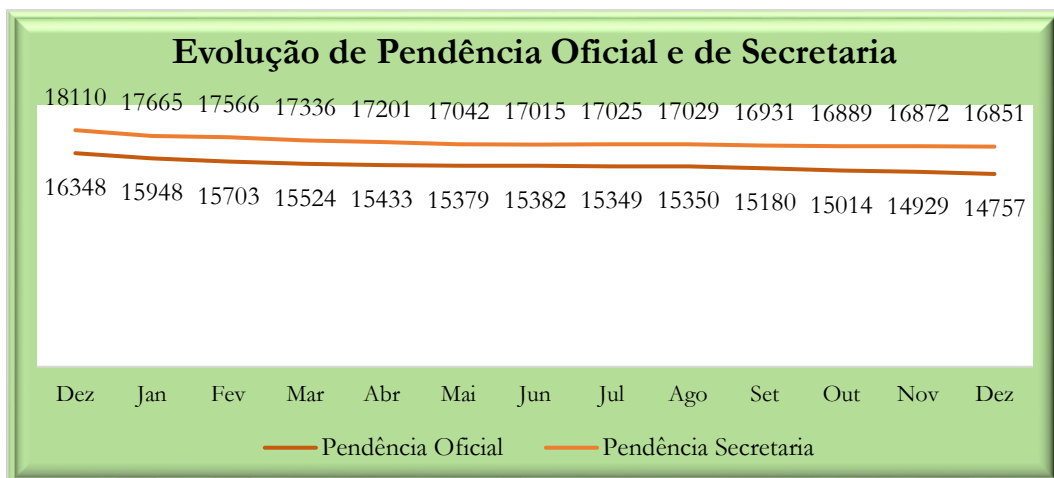 Evolução de Pendência Oficial e de Secretaria
18110 17665 17566 17336 17201 17042 17015 17025 17029 16931 16889 16872 16851
16348 15948 15703 15524 15433 15379 15382 15349 15350 15180 15014 14929 14757
Dez Jan Fev Mar Abr Mai Jun Jul Ago Set Out Nov Dez
Pendência Oficial Pendência Secretaria